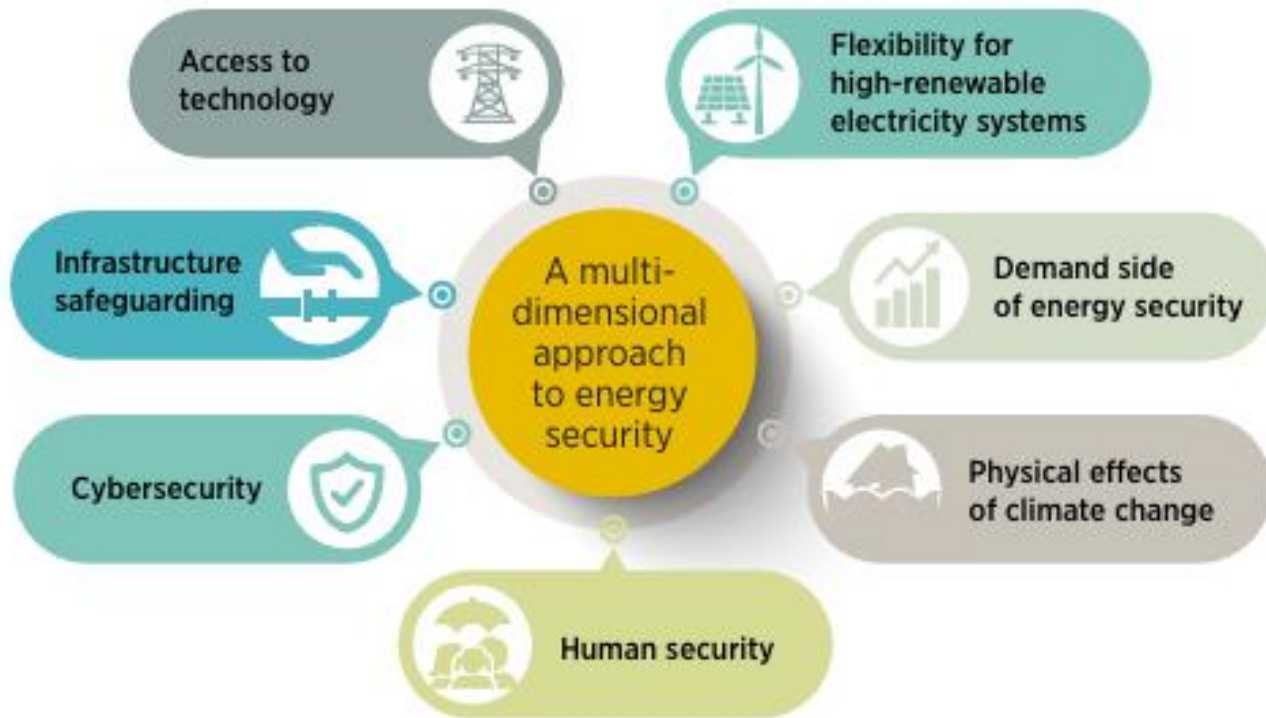 Access to
technology
Flexibility for
high-renewable
electricity systems
Infrastructure
safeguarding
A multi-
dimensional
approach
to energy
security
Demand side
of energy security
Cybersecurity
Physical effects
of climate change
Human security